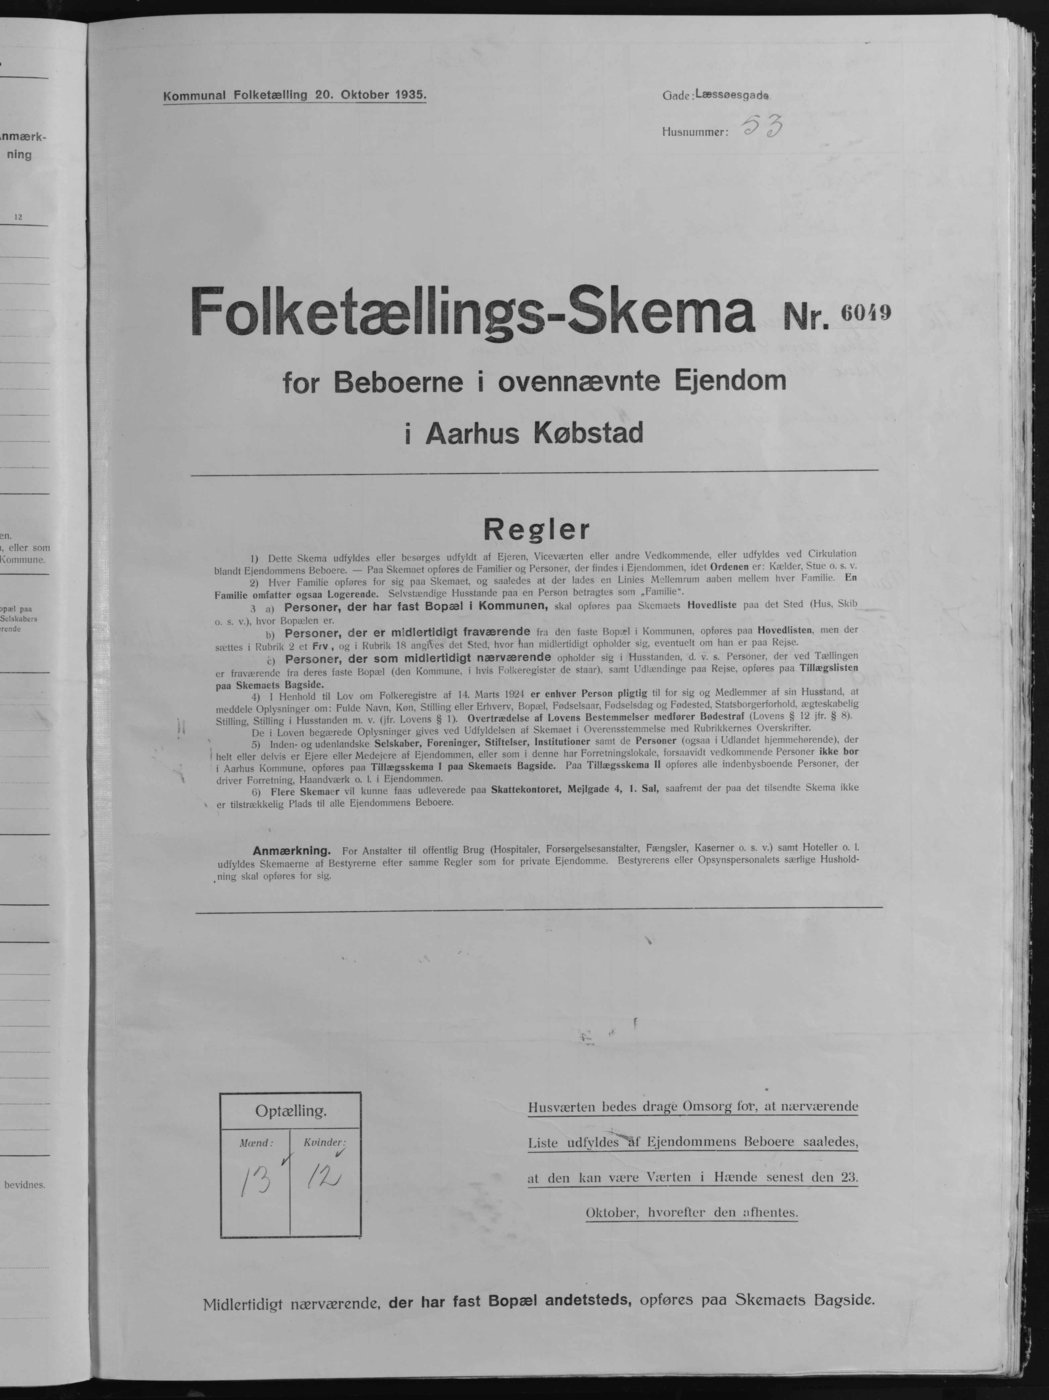 Anmærk-
ning
12
en.
, eller som
Kommune.
opæl paa
Selskabers
rende
bevidnes.
Kommunal Folketælling 20. Oktober 1935.
Gade: Læssøesgade
Husnummer: 53
Folketællings-Skema Nr. 6049
for Beboerne i ovennævnte Ejendom
i Aarhus Købstad
Regler
1) Dette Skema udfyldes eller besørges udfyldt af Ejeren, Viceværten eller andre Vedkommende, eller udfyldes ved Cirkulation
blandt Ejendommens Beboere. — Paa Skemaet opføres de Familier og Personer, der findes i Ejendommen, idet Ordenen er: Kælder, Stue o. s. v.
2) Hver Familie opføres for sig paa Skemaet, og saaledes at der lades en Linies Mellemrum aaben mellem hver Familie. En
Familie omfatter ogsaa Logerende. Selvstændige Husstande paa en Person betragtes som „Familie“.
3 a) Personer, der har fast Bopæl i Kommunen, skal opføres paa Skemaets Hovedliste paa det Sted (Hus, Skib
o. s. v.), hvor Bopælen er.
b) Personer, der er midlertidigt fraværende fra den faste Bopæl i Kommunen, opføres paa Hovedlisten, men der
sættes i Rubrik 2 et Frv., og i Rubrik 18 angives det Sted, hvor han midlertidigt opholder sig, eventuelt om han er paa Rejse.
c) Personer, der som midlertidigt nærværende opholder sig i Husstanden, d. v. s. Personer, der ved Tællingen
er fraværende fra deres faste Bopæl (den Kommune, i hvis Folkeregister de staar), samt Udlændinge paa Rejse, opføres paa Tillægslisten
paa Skemaets Bagside.
4) I Henhold til Lov om Folkeregistre af 14. Marts 1924 er enhver Person pligtig til for sig og Medlemmer af sin Husstand, at
meddele Oplysninger om: Fulde Navn, Køn, Stilling eller Erhverv, Bopæl, Fødselsaar, Fødselsdag og Fødested, Statsborgerforhold, ægteskabelig
Stilling, Stilling i Husstanden m. v. (jfr. Lovens § 1). Overtrædelse af Lovens Bestemmelser medfører Bødestraf (Lovens § 12 jfr. § 8).
De i Loven begærede Oplysninger gives ved Udfyldelsen af Skemaet i Overensstemmelse med Rubrikkernes Overskrifter.
5) Inden- og udenlandske Selskaber, Foreninger, Stiftelser, Institutioner samt de Personer (ogsaa i Udlandet hjemmehørende), der
helt eller delvis er Ejere eller Medejere af Ejendommen, eller som i denne har Forretningslokale, forsaavidt vedkommende Personer ikke bor
i Aarhus Kommune, opføres paa Tillægsskema I paa Skemaets Bagside. Paa Tillægsskema II opføres alle indenbysboende Personer, der
driver Forretning, Haandværk o. l. i Ejendommen.
6) Flere Skemaer vil kunne faas udleverede paa Skattekontoret, Mejlgade 4, 1. Sal, saafremt der paa det tilsendte Skema ikke
er tilstrækkelig Plads til alle Ejendommens Beboere.
Anmærkning. For Anstalter til offentlig Brug (Hospitaler, Forsørgelsesanstalter, Fængsler, Kaserner o. s. v.) samt Hoteller o. l.
udfyldes Skemaerne af Bestyrerne efter samme Regler som for private Ejendomme. Bestyrerens eller Opsynspersonalets særlige Hushold-
ning skal opføres for sig.
Optælling.
Mænd: Kvinder:
13 12
Husværten bedes drage Omsorg for, at nærværende
Liste udfyldes af Ejendommens Beboere saaledes,
at den kan være Værten i Hænde senest den 23.
Oktober, hvorefter den afhentes.
Midlertidigt nærværende, der har fast Bopæl andetsteds, opføres paa Skemaets Bagside.